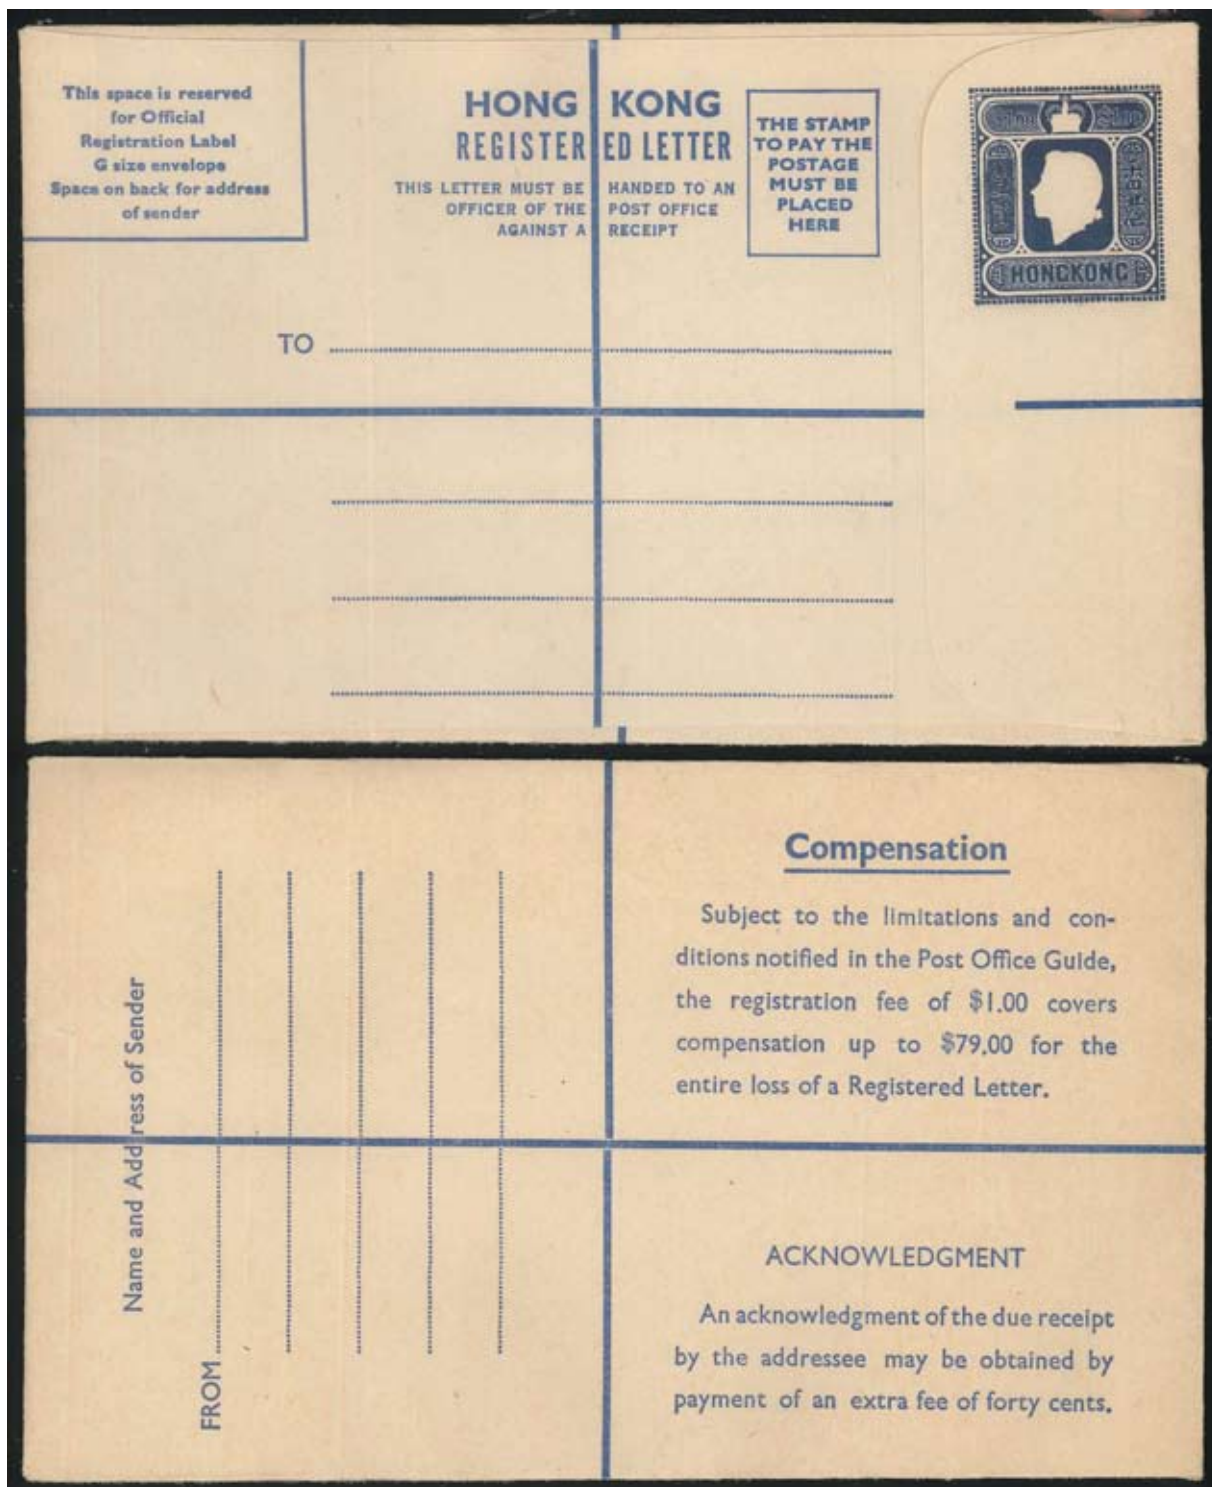 This space is reserved
for Official
Registration Label
G size envelope
Space on back for address
of sender
HONG KONG
REGISTERED LETTER
THIS LETTER MUST BE HANDED TO AN
OFFICER OF THE POST OFFICE
AGAINST A RECEIPT
THE STAMP
TO PAY THE
POSTAGE
MUST BE
PLACED
HERE
HONGKONG
TO
Compensation
Subject to the limitations and con-
ditions notified in the Post Office Guide,
the registration fee of $1.00 covers
compensation up to $79.00 for the
entire loss of a Registered Letter.
Name and Address of Sender
FROM
ACKNOWLEDGMENT
An acknowledgment of the due receipt
by the addressee may be obtained by
payment of an extra fee of forty cents.